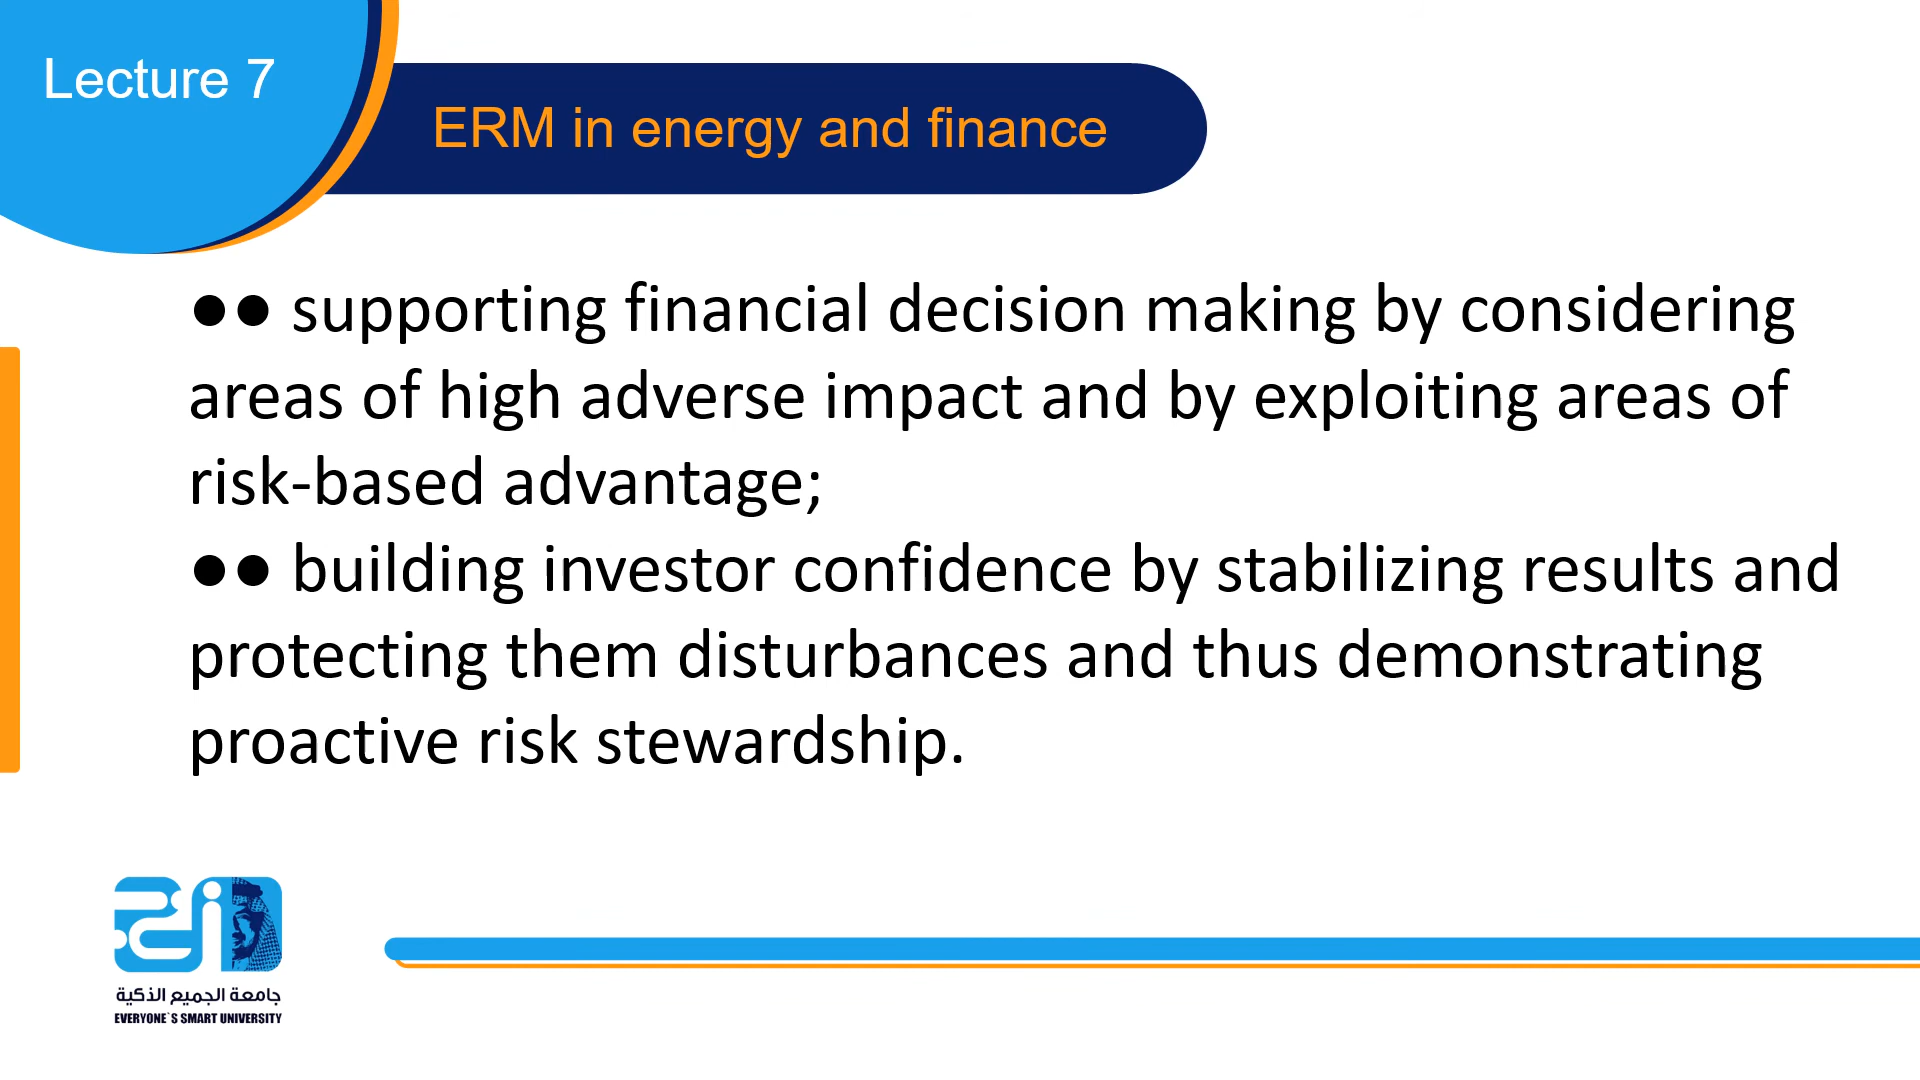 Lecture 7
ERM in energy and finance
●● supporting financial decision making by considering
areas of high adverse impact and by exploiting areas of
risk-based advantage;
●● building investor confidence by stabilizing results and
protecting them disturbances and thus demonstrating
proactive risk stewardship.
جامعة الجميع الذكية
EVERYONE`S SMART UNIVERSITY